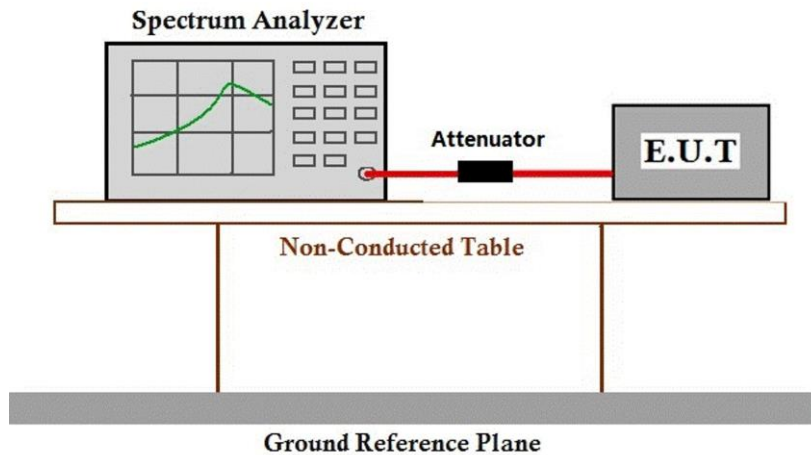 Spectrum Analyzer
Attenuator
E.U.T
Non-Conducted Table
Ground Reference Plane